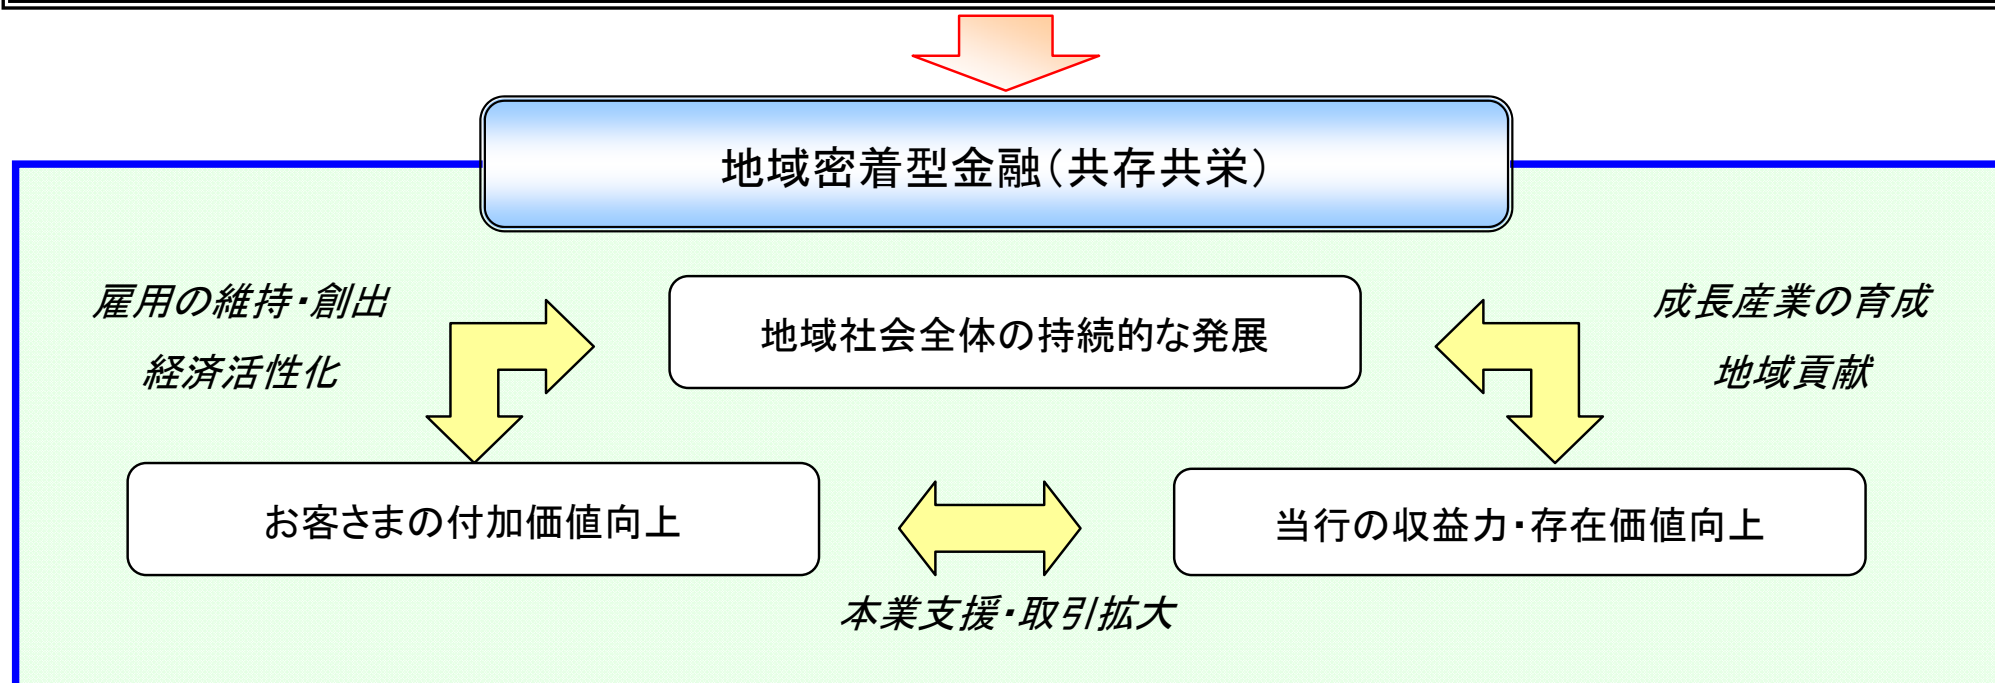 地域密着型金融（共存共栄）
雇用の維持・創出
経済活性化
地域社会全体の持続的な発展
成長産業の育成
地域貢献
お客さまの付加価値向上
当行の収益力・存在価値向上
本業支援・取引拡大